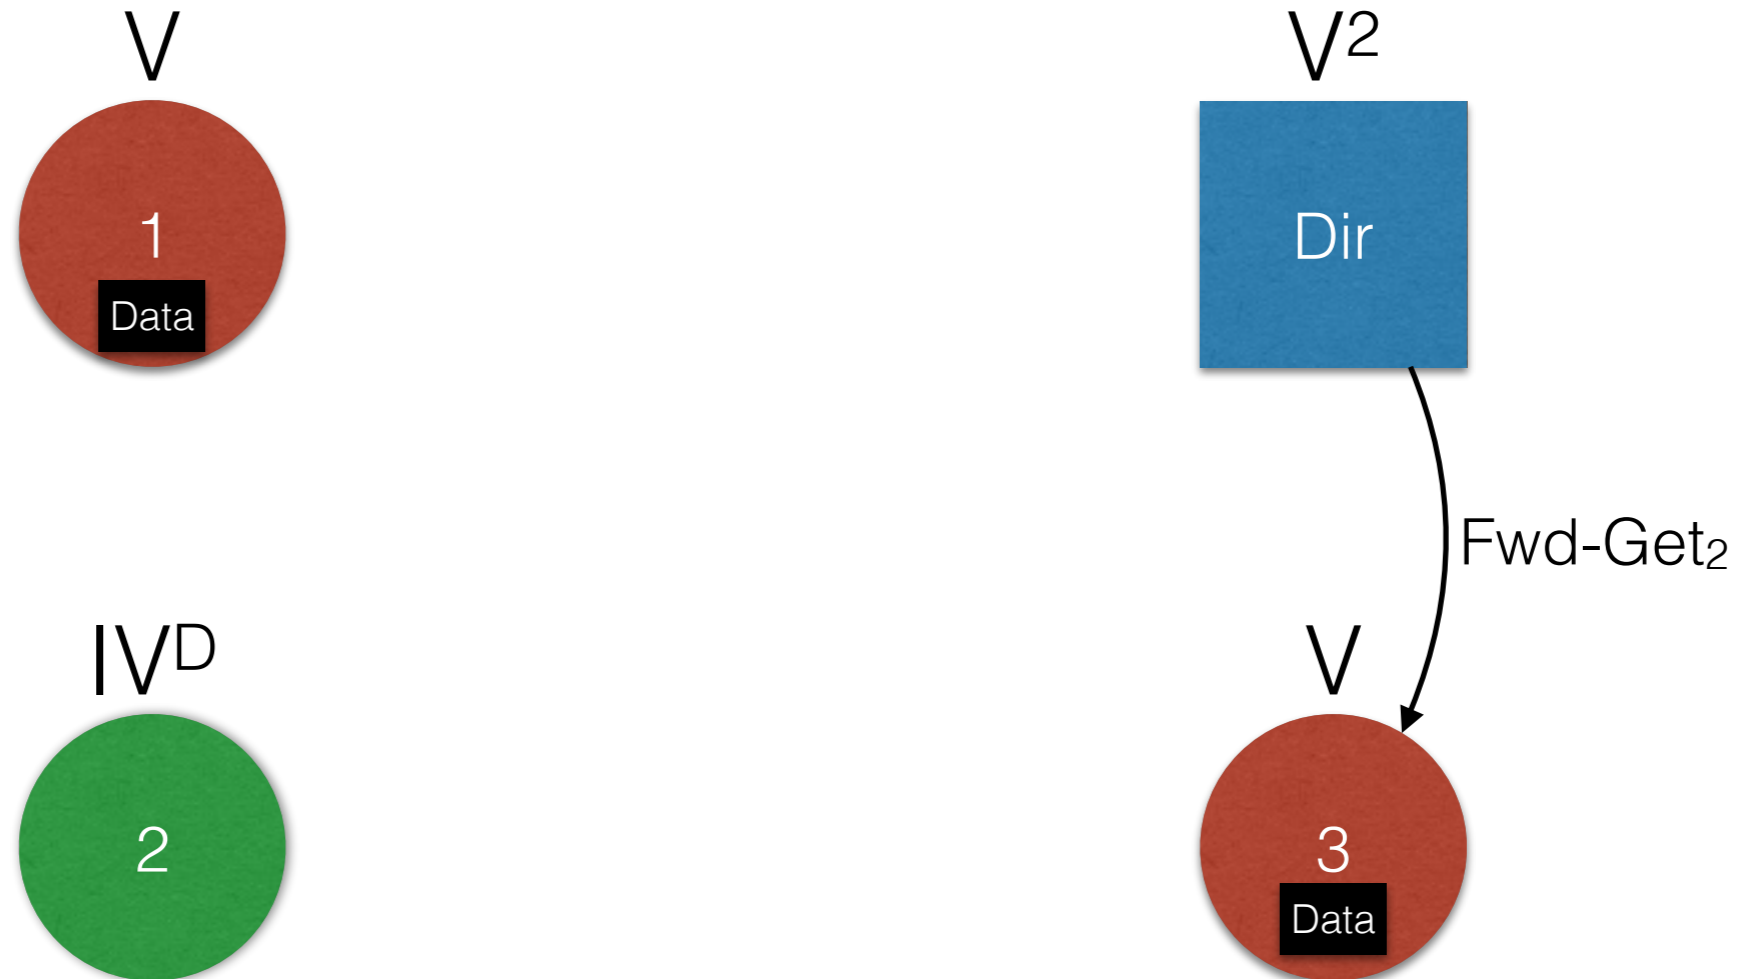 V
1
Data
V²
Dir
Fwd-Get₂
IVᴰ
2
V
3
Data